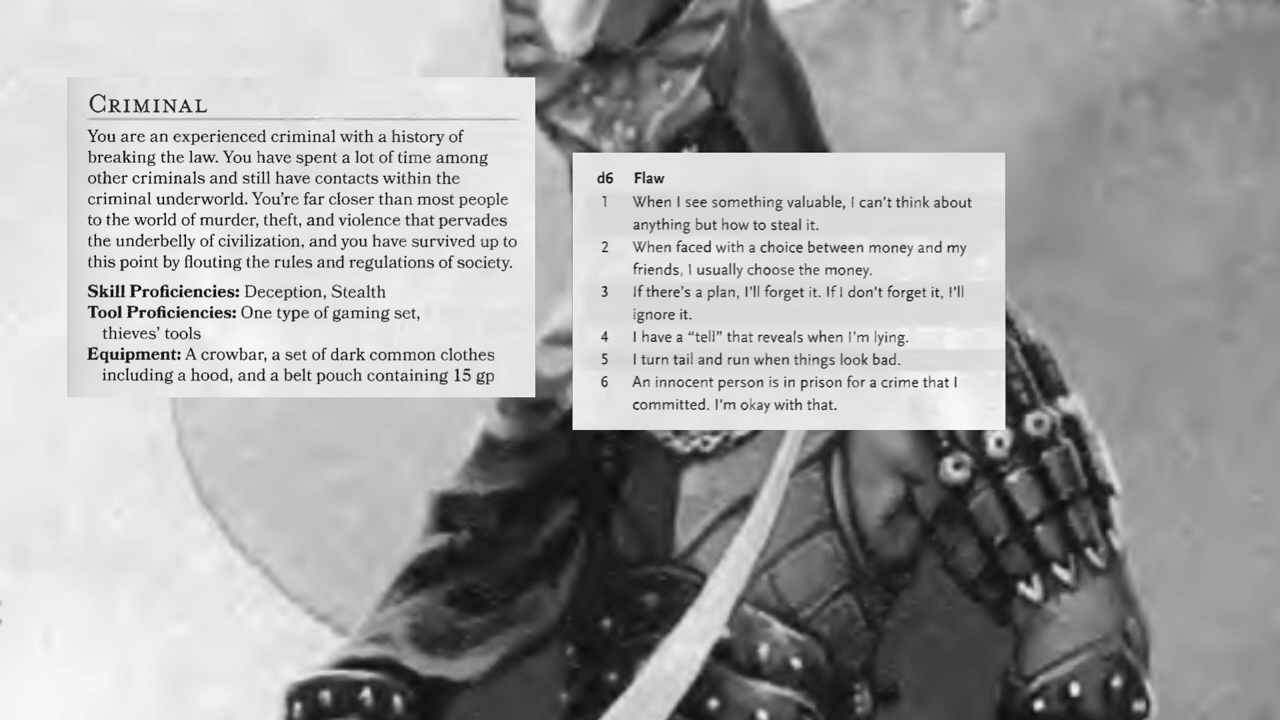 CRIMINAL
You are an experienced criminal with a history of
breaking the law. You have spent a lot of time among
other criminals and still have contacts within the
criminal underworld. You're far closer than most people
to the world of murder, theft, and violence that pervades
the underbelly of civilization, and you have survived up to
this point by flouting the rules and regulations of society.
Skill Proficiencies: Deception, Stealth
Tool Proficiencies: One type of gaming set,
thieves' tools
Equipment: A crowbar, a set of dark common clothes
including a hood, and a belt pouch containing 15 gp
d6 Flaw
1 When I see something valuable, I can't think about
anything but how to steal it.
2 When faced with a choice between money and my
friends, I usually choose the money.
3 If there's a plan, I'll forget it. If I don't forget it, I'll
ignore it.
4 I have a “tell” that reveals when I'm lying.
5 I turn tail and run when things look bad.
6 An innocent person is in prison for a crime that I
committed. I'm okay with that.